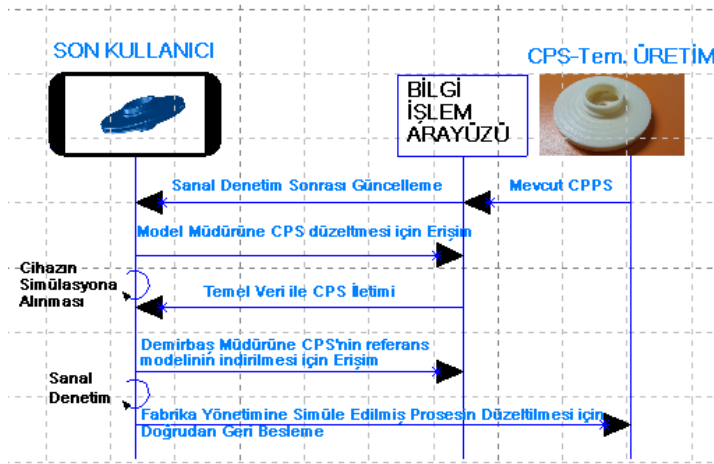 SON KULLANICI
CPS-Tem. ÜRETİM
BİLGİ
İŞLEM
ARAYÜZÜ
Sanal Denetim Sonrası Güncelleme
Mevcut CPPS
Model Müdürüne CPS düzeltmesi için Erişim
Cihazın
Simülasyona
Alınması
Temel Veri ile CPS İletimi
Demirbaş Müdürüne CPS'nin referans
modelinin indirilmesi için Erişim
Sanal
Denetim
Fabrika Yönetimine Simüle Edilmiş Prosesin Düzeltilmesi için
Doğrudan Geri Besleme